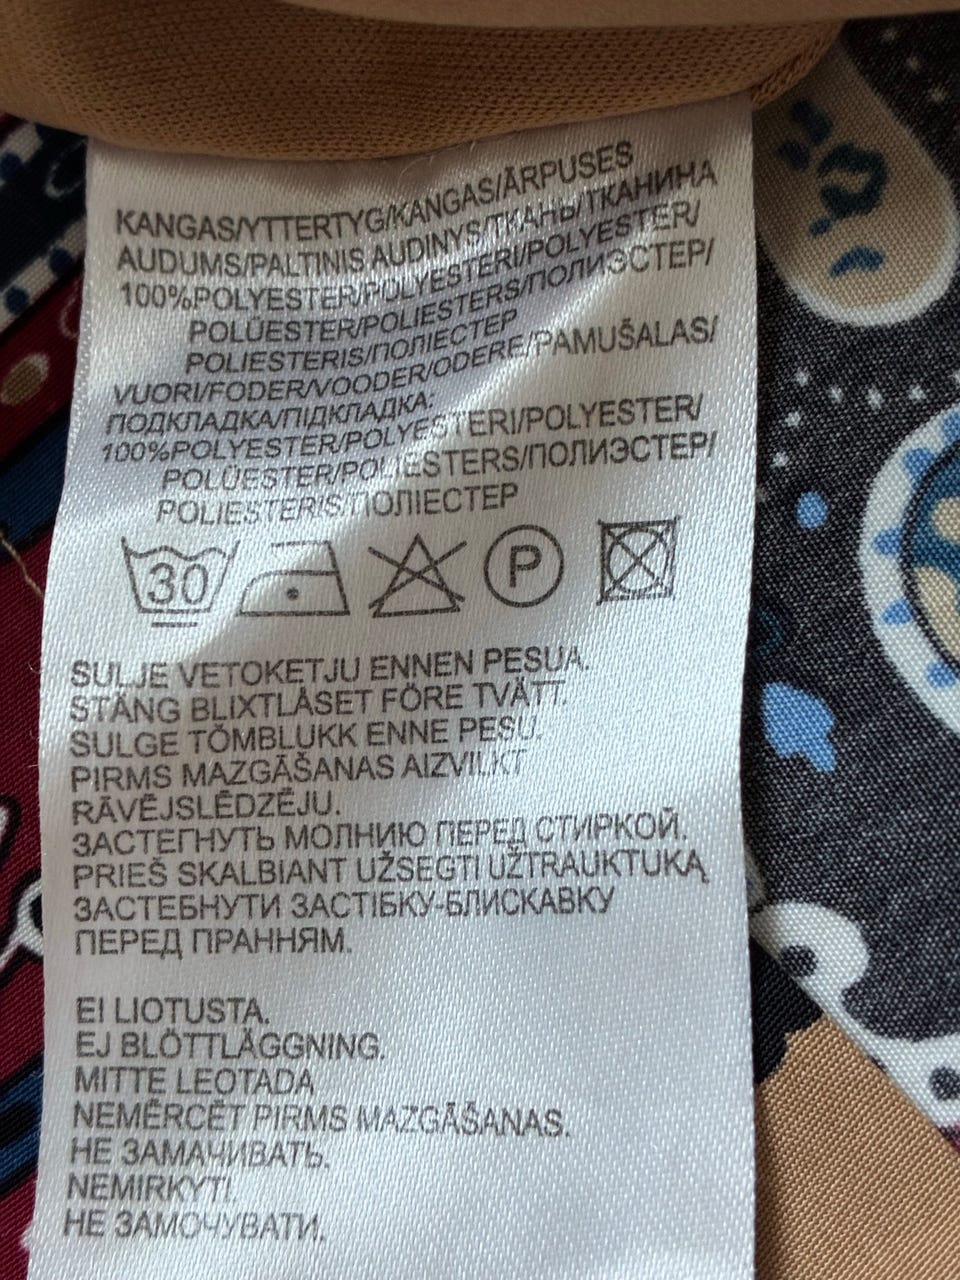 KANGAS/YTTERTYG/KANGAS/ĀRPUSES
AUDUMS/PALTINIS AUDINYS/ТКАНЬ/ТКАНИНА
100%POLYESTER/POLYESTERI/POLYESTER/
POLÜESTER/POLIESTERS/ПОЛИЭСТЕР/
POLIESTERIS/ПОЛІЕСТЕР
VUORI/FODER/VOODER/ODERE/PAMUŠALAS/
ПОДКЛАДКА/ПІДКЛАДКА:
100%POLYESTER/POLYESTERI/POLYESTER/
POLÜESTER/POLIESTERS/ПОЛИЭСТЕР/
POLIESTERIS/ПОЛІЕСТЕР
30 P
SULJE VETOKETJU ENNEN PESUA.
STÄNG BLIXTLÅSET FÖRE TVÄTT.
SULGE TÕMBLUKK ENNE PESU.
PIRMS MAZGĀŠANAS AIZVILKT
RĀVĒJSLĒDZĒJU.
ЗАСТЕГНУТЬ МОЛНИЮ ПЕРЕД СТИРКОЙ.
PRIEŠ SKALBIANT UŽSEGTI UŽTRAUKTUKĄ
ЗАСТЕБНУТИ ЗАСТІБКУ-БЛИСКАВКУ
ПЕРЕД ПРАННЯМ.
EI LIOTUSTA.
EJ BLÖTTLÄGGNING.
MITTE LEOTADA
NEMĒRCĒT PIRMS MAZGĀŠANAS.
НЕ ЗАМАЧИВАТЬ.
NEMIRKYTI.
НЕ ЗАМОЧУВАТИ.